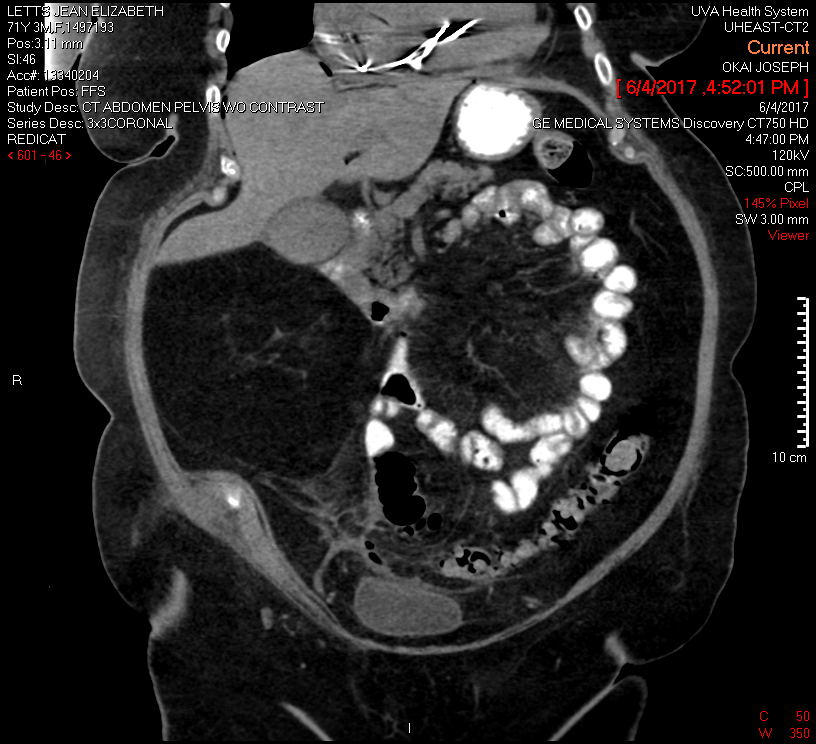 LETTS JEAN ELIZABETH
71Y 3M,F,1497193
Pos:3.11 mm
SI:46
Acc#: 13340204
Patient Pos: FFS
Study Desc: CT ABDOMEN PELVIS WO CONTRAST
Series Desc: 3x3CORONAL
REDICAT
< 601 - 46 >
UVA Health System
UHEAST-CT2
Current
OKAI JOSEPH
[ 6/4/2017 ,4:52:01 PM ]
6/4/2017
GE MEDICAL SYSTEMS Discovery CT750 HD
4:47:00 PM
120kV
SC:500.00 mm
CPL
145% Pixel
SW 3.00 mm
Viewer
R
10 cm
I
C 50
W 350